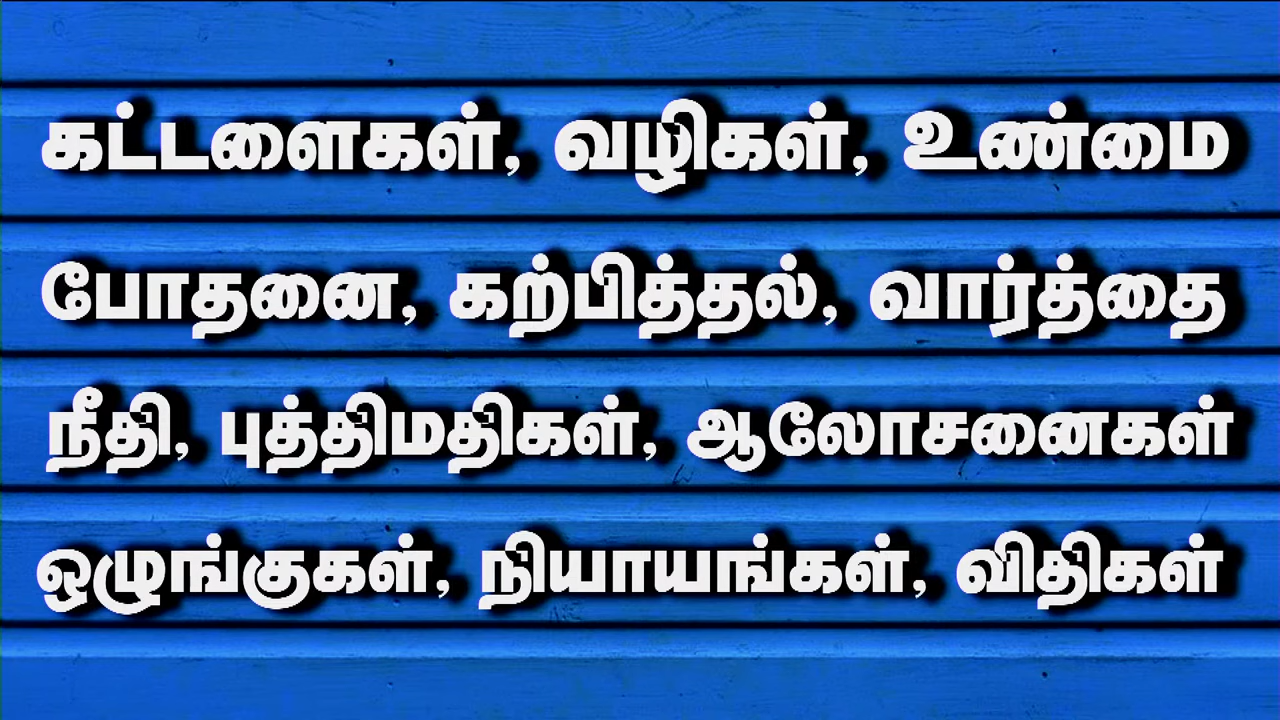 கட்டளைகள், வழிகள், உண்மை
போதனை, கற்பித்தல், வார்த்தை
நீதி, புத்திமதிகள், ஆலோசனைகள்
ஒழுங்குகள், நியாயங்கள், விதிகள்